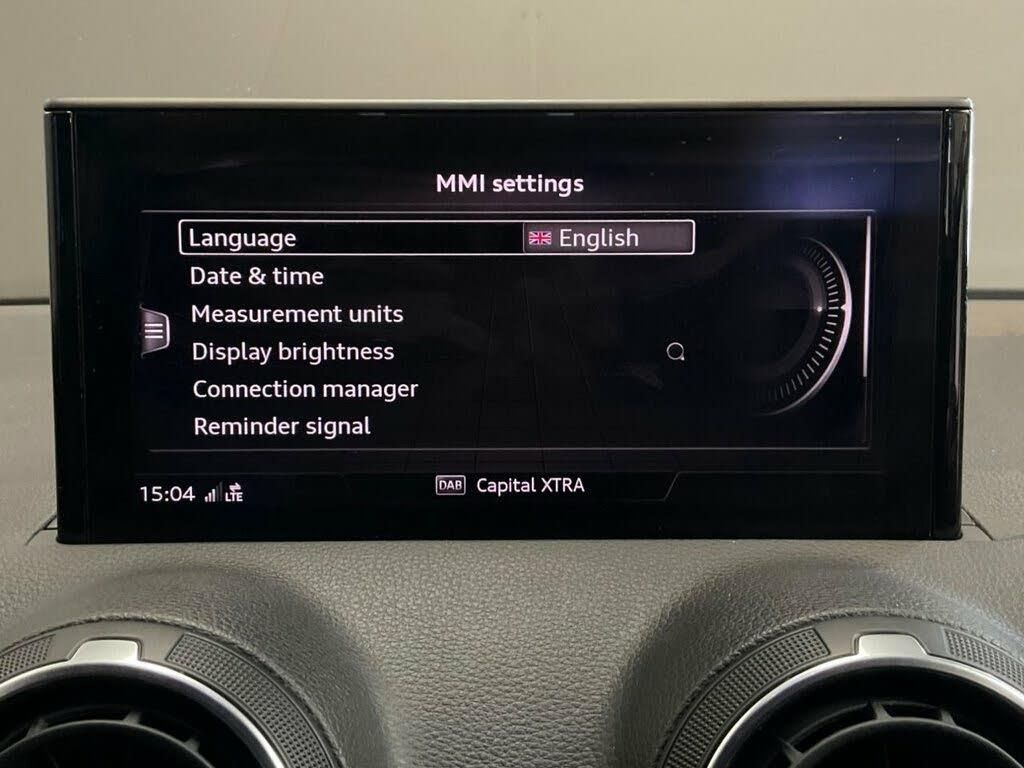 MMI settings
Language English
Date & time
Measurement units
Display brightness
Connection manager
Reminder signal
15:04 LTE DAB Capital XTRA